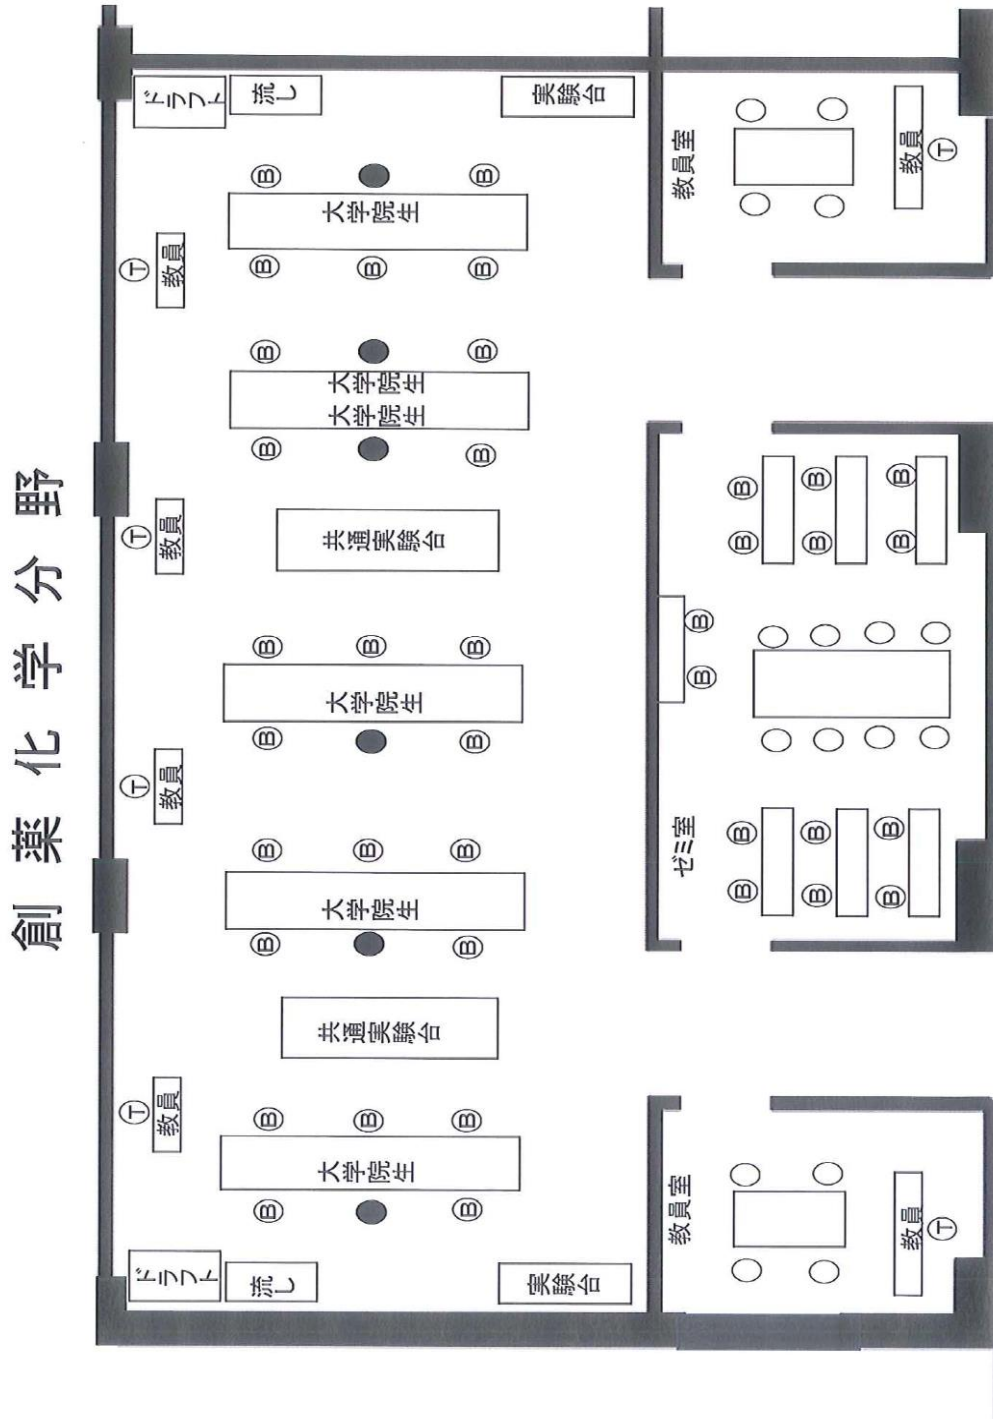 創薬化学分野
Ⓣ Ⓣ Ⓣ Ⓣ
ドラフト 教員 教員 教員 教員 ドラフト
流し Ⓑ Ⓑ Ⓑ Ⓑ Ⓑ Ⓑ Ⓑ Ⓑ Ⓑ Ⓑ 流し
Ⓑ Ⓑ Ⓑ Ⓑ
大学院生 共通実験台 大学院生 大学院生 共通実験台 大学院生 大学院生 大学院生
Ⓑ Ⓑ Ⓑ Ⓑ Ⓑ Ⓑ Ⓑ Ⓑ Ⓑ Ⓑ
実験台 実験台
教員室 ゼミ室 教員室
Ⓑ Ⓑ
Ⓑ Ⓑ Ⓑ Ⓑ
Ⓑ Ⓑ Ⓑ Ⓑ
Ⓑ Ⓑ Ⓑ Ⓑ
教員 教員
Ⓣ Ⓣ